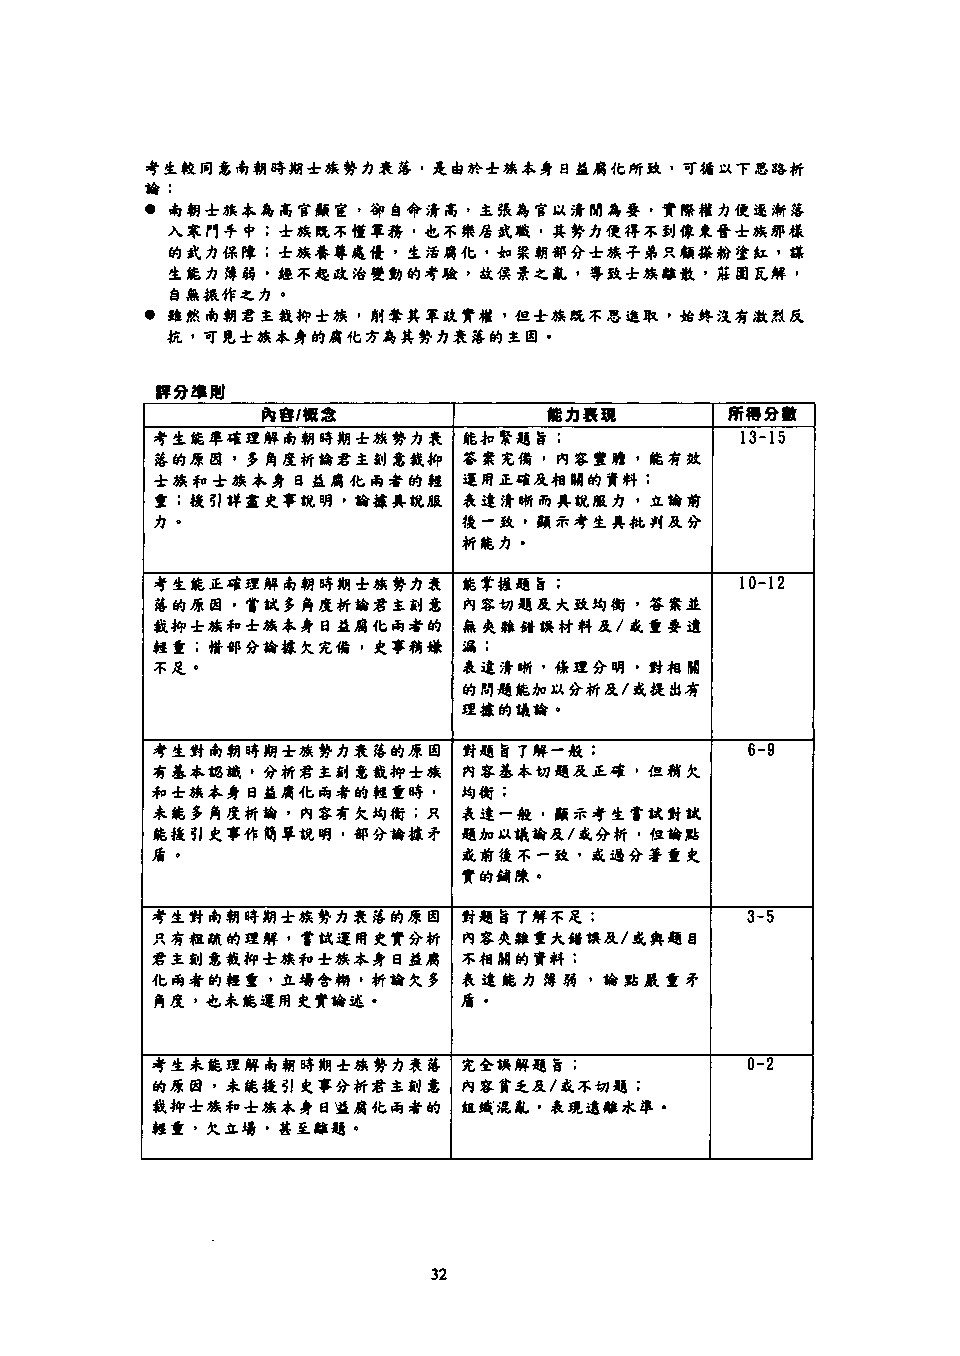 考生較同意南朝時期士族勢力衰落，是由於士族本身日益腐化所致，可循以下思路析
論：
● 南朝士族本為高官顯宦，卻自命清高，主張為官以清閒為要，實際權力便逐漸落
入寒門手中；士族既不懂軍務，也不樂居武職，其勢力便得不到像東晉士族那樣
的武力保障；士族養尊處優，生活腐化，如梁朝部分士族子弟只顧搽粉塗紅，謀
生能力薄弱，經不起政治變動的考驗，故侯景之亂，導致士族離散，莊園瓦解，
自無振作之力。
● 雖然南朝君主裁抑士族，削奪其軍政實權，但士族既不思進取，始終沒有激烈反
抗，可見士族本身的腐化方為其勢力衰落的主因。
評分準則
內容/概念
能力表現
所得分數
考生能準確理解南朝時期士族勢力衰
落的原因，多角度析論君主刻意裁抑
士族和士族本身日益腐化兩者的輕
重；援引詳盡史事說明，論據具說服
力。
能扣緊題旨；
答案完備，內容豐贍，能有效
運用正確及相關的資料；
表達清晰而具說服力，立論前
後一致，顯示考生具批判及分
析能力。
13-15
考生能正確理解南朝時期士族勢力衰
落的原因，嘗試多角度析論君主刻意
裁抑士族和士族本身日益腐化兩者的
輕重；惜部分論據欠完備，史事稍嫌
不足。
能掌握題旨；
內容切題及大致均衡，答案並
無夾雜錯誤材料及/或重要遺
漏；
表達清晰，條理分明，對相關
的問題能加以分析及/或提出有
理據的議論。
10-12
考生對南朝時期士族勢力衰落的原因
有基本認識，分析君主刻意裁抑士族
和士族本身日益腐化兩者的輕重時，
未能多角度析論，內容有欠均衡；只
能援引史事作簡單說明，部分論據矛
盾。
對題旨了解一般；
內容基本切題及正確，但稍欠
均衡；
表達一般，顯示考生嘗試對試
題加以議論及/或分析，但論點
或前後不一致，或過分著重史
實的鋪陳。
6-9
考生對南朝時期士族勢力衰落的原因
只有粗疏的理解，嘗試運用史實分析
君主刻意裁抑士族和士族本身日益腐
化兩者的輕重，立場含糊，析論欠多
角度，也未能運用史實論述。
對題旨了解不足；
內容夾雜重大錯誤及/或與題目
不相關的資料；
表達能力薄弱，論點嚴重矛
盾。
3-5
考生未能理解南朝時期士族勢力衰落
的原因，未能援引史事分析君主刻意
裁抑士族和士族本身日益腐化兩者的
輕重，欠立場，甚至離題。
完全誤解題旨；
內容貧乏及/或不切題；
組織混亂，表現遠離水準。
0-2
32